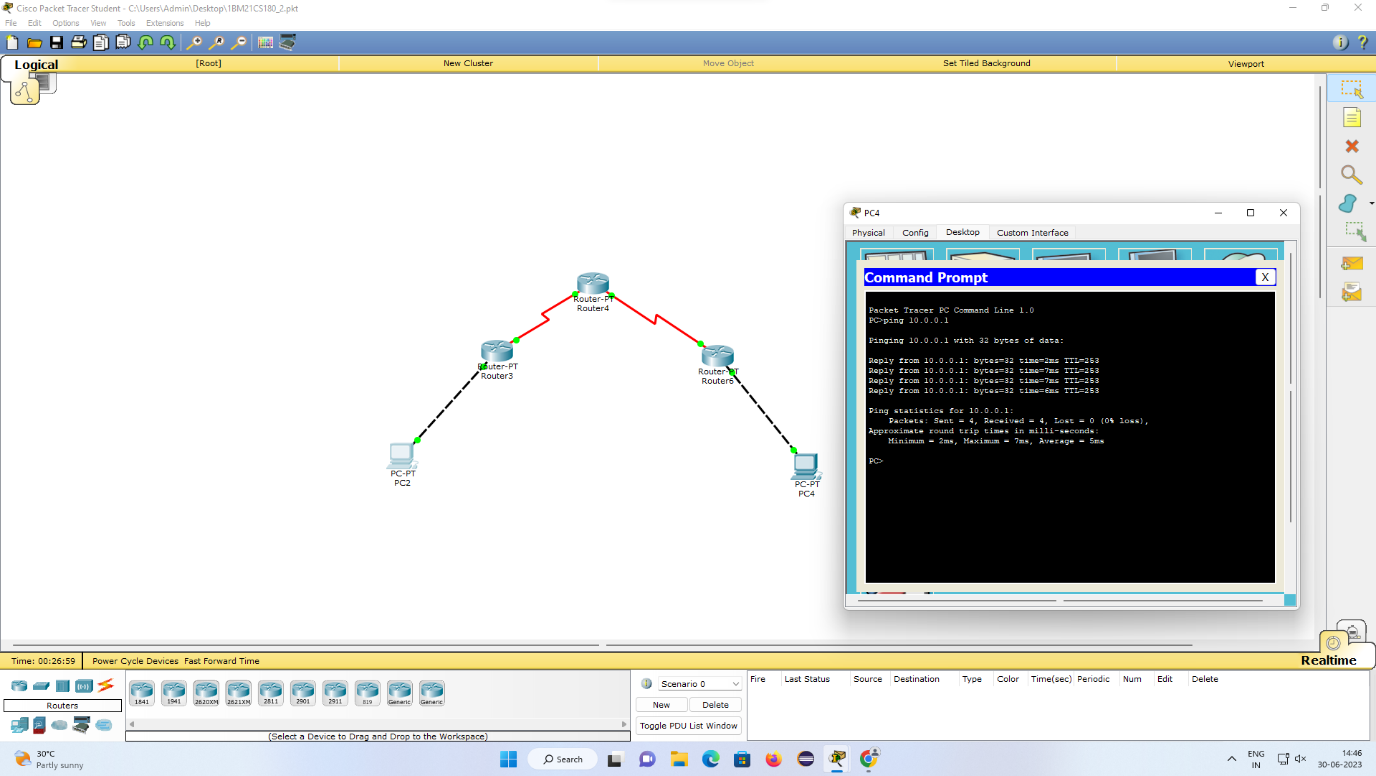 Cisco Packet Tracer Student - C:\Users\Admin\Desktop\1BM21CS180_2.pkt
File Edit Options View Tools Extensions Help
Logical [Root] New Cluster Move Object Set Tiled Background Viewport
PC4
Physical Config Desktop Custom Interface
Command Prompt X
Packet Tracer PC Command Line 1.0
PC>ping 10.0.0.1
Pinging 10.0.0.1 with 32 bytes of data:
Reply from 10.0.0.1: bytes=32 time=2ms TTL=253
Reply from 10.0.0.1: bytes=32 time=7ms TTL=253
Reply from 10.0.0.1: bytes=32 time=7ms TTL=253
Reply from 10.0.0.1: bytes=32 time=6ms TTL=253
Ping statistics for 10.0.0.1:
Packets: Sent = 4, Received = 4, Lost = 0 (0% loss),
Approximate round trip times in milli-seconds:
Minimum = 2ms, Maximum = 7ms, Average = 5ms
PC>
Router-PT
Router4
Router-PT
Router3
Router-PT
Router6
PC-PT
PC2
PC-PT
PC4
Time: 00:26:59 Power Cycle Devices Fast Forward Time
Realtime
Routers
1841 1941 2620XM 2621XM 2811 2901 2911 819 Generic Generic
(Select a Device to Drag and Drop to the Workspace)
Scenario 0
New Delete
Toggle PDU List Window
Fire Last Status Source Destination Type Color Time(sec) Periodic Num Edit Delete
30°C
Partly sunny
Search
ENG
IN
14:46
30-06-2023